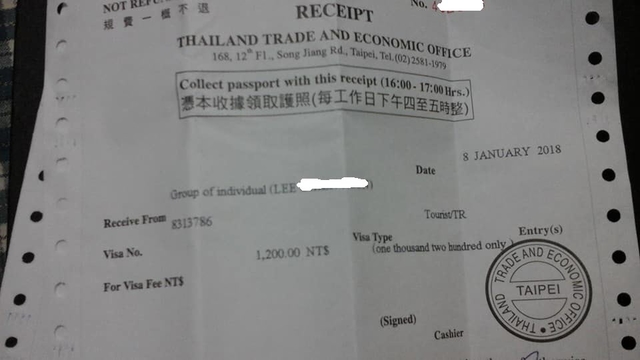 NOT REFU
規費一概不退
RECEIPT
No.
THAILAND TRADE AND ECONOMIC OFFICE
168, 12th Fl., Song Jiang Rd., Taipei, Tel.(02)2581-1979
Collect passport with this receipt (16:00 - 17:00 Hrs.)
憑本收據領取護照(每工作日下午四至五時整)
Date 8 JANUARY 2018
Group of individual (LEE
Receive From 8313786
Tourist/TR
Visa No. Visa Type Entry(s)
1,200.00 NT$ (one thousand two hundred only
For Visa Fee NT$
THAILAND TRADE AND ECONOMIC OFFICE
TAIPEI
(Signed)
Cashier